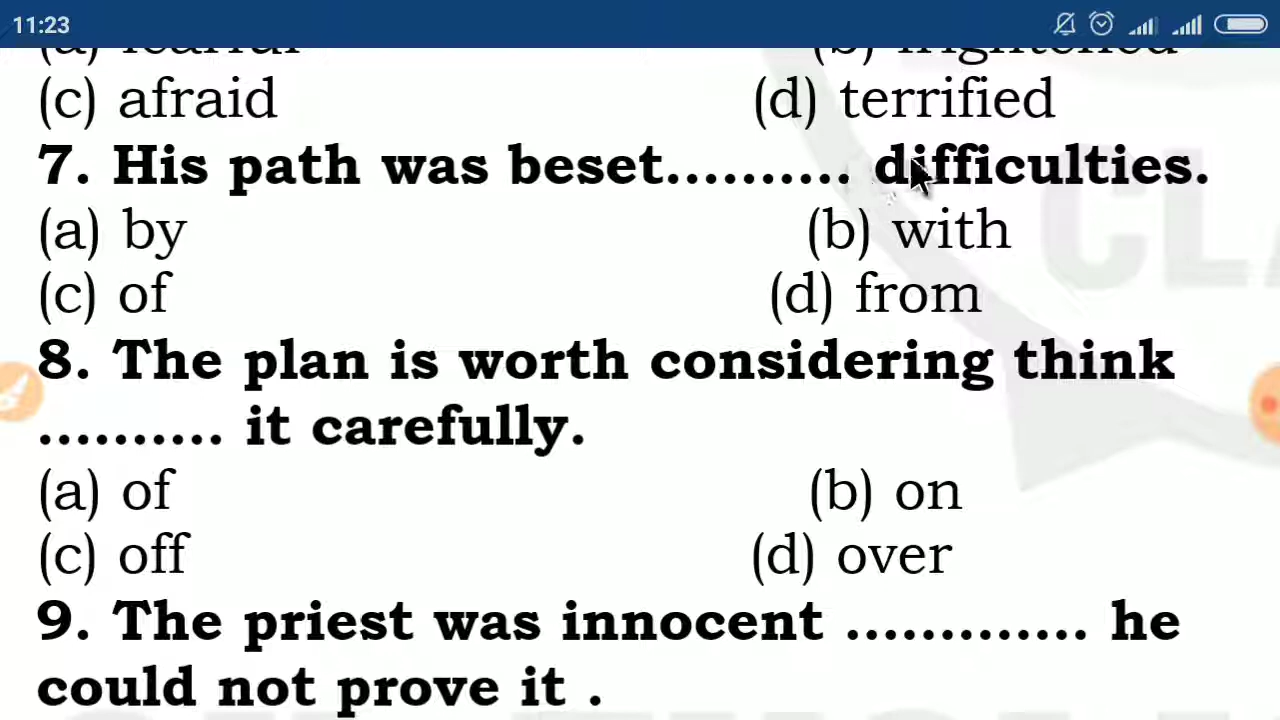 11:23
(c) afraid (d) terrified
7. His path was beset.......... difficulties.
(a) by (b) with
(c) of (d) from
8. The plan is worth considering think
.......... it carefully.
(a) of (b) on
(c) off (d) over
9. The priest was innocent ............. he
could not prove it .